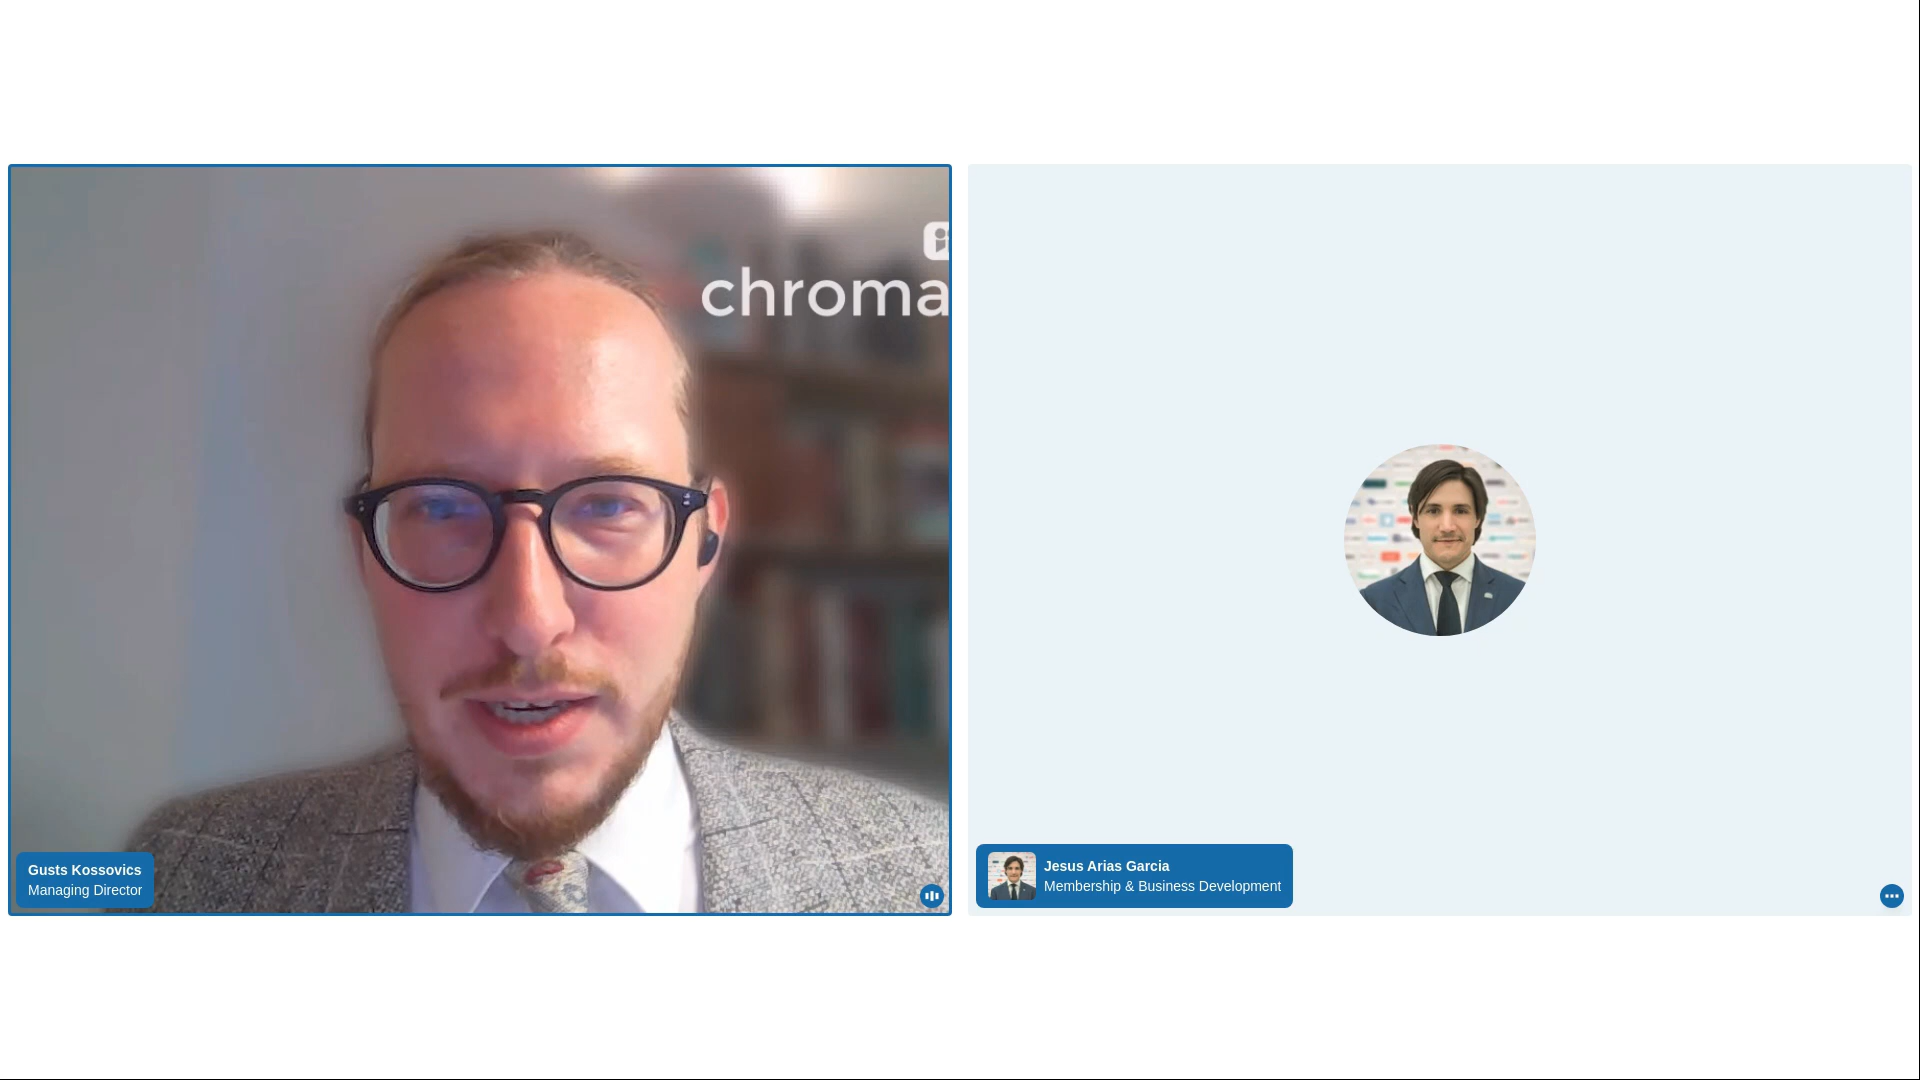 chroma
Gusts Kossovics
Managing Director
Jesus Arias Garcia
Membership & Business Development